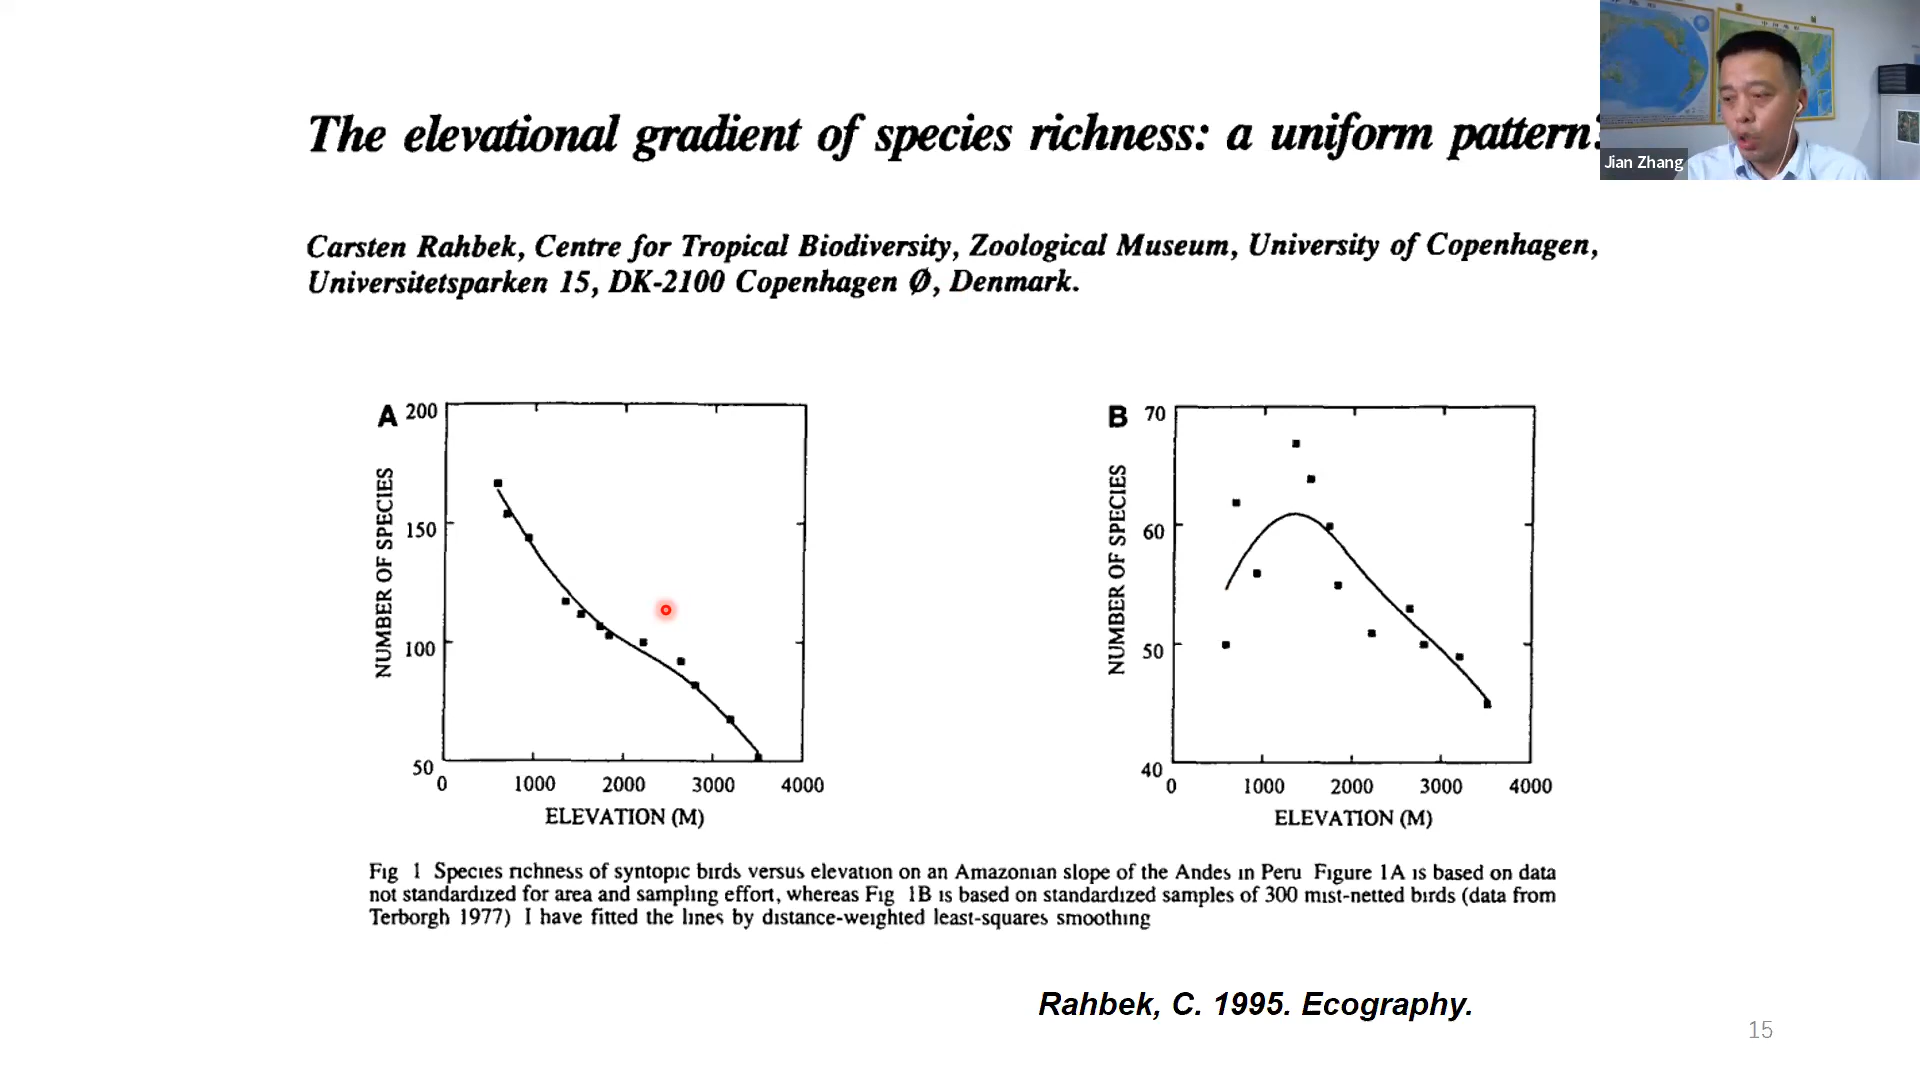 The elevational gradient of species richness: a uniform pattern?
Jian Zhang
Carsten Rahbek, Centre for Tropical Biodiversity, Zoological Museum, University of Copenhagen,
Universitetsparken 15, DK-2100 Copenhagen Ø, Denmark.
A
200
150
100
50
NUMBER OF SPECIES
0 1000 2000 3000 4000
ELEVATION (M)
B
70
60
50
40
NUMBER OF SPECIES
0 1000 2000 3000 4000
ELEVATION (M)
Fig 1 Species richness of syntopic birds versus elevation on an Amazonian slope of the Andes in Peru Figure 1A is based on data
not standardized for area and sampling effort, whereas Fig 1B is based on standardized samples of 300 mist-netted birds (data from
Terborgh 1977) I have fitted the lines by distance-weighted least-squares smoothing
Rahbek, C. 1995. Ecography.
15